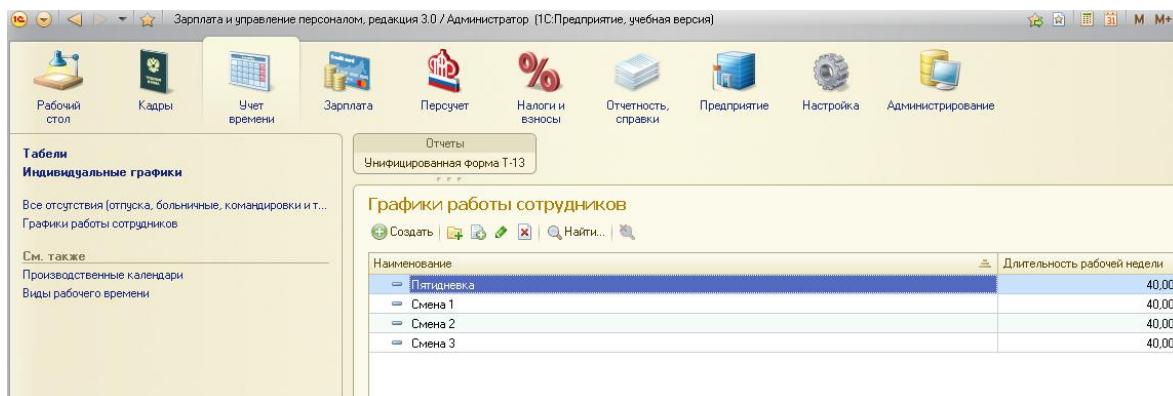 Зарплата и управление персоналом, редакция 3.0 / Администратор (1С:Предприятие, учебная версия)
M M+
Рабочий стол
Кадры
Учет времени
Зарплата
Персучет
Налоги и взносы
Отчетность, справки
Предприятие
Настройка
Администрирование
Табели
Индивидуальные графики
Все отсутствия (отпуска, больничные, командировки и т...
Графики работы сотрудников
См. также
Производственные календари
Виды рабочего времени
Отчеты
Унифицированная форма Т-13
Графики работы сотрудников
Создать
Найти...
Наименование Длительность рабочей недели
Пятидневка 40,00
Смена 1 40,00
Смена 2 40,00
Смена 3 40,00